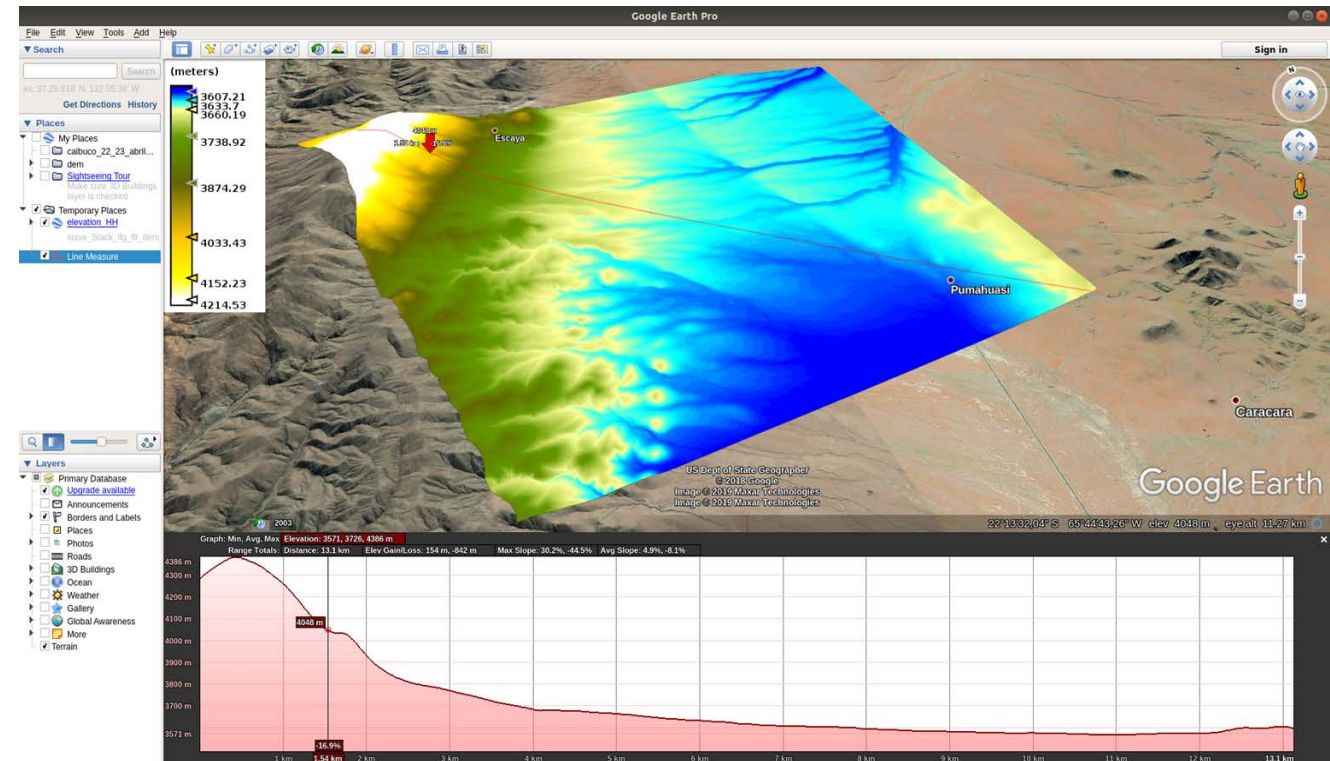 Google Earth Pro
File Edit View Tools Add Help
Sign in
Search
Search
ex: 37 25.818' N, 122 05.36' W
Get Directions History
Places
My Places
calbuco_22_23_abril...
dem
Sightseeing Tour
Make sure 3D Buildings
layer is checked
Temporary Places
elevation_HH
Line Measure
Layers
Primary Database
Upgrade available
Announcements
Borders and Labels
Places
Photos
Roads
3D Buildings
Ocean
Weather
Gallery
Global Awareness
More
Terrain
(meters)
3607.21
3633.7
3660.19
3738.92
3874.29
4033.43
4152.23
4214.53
N
4048 m
Escaya
Pumahuasi
Caracara
US Dept of State Geographer
© 2018 Google
Image © 2019 Maxar Technologies
Image © 2019 Maxar Technologies
Google Earth
2003
22°13'32.04" S 65°44'43.26" W elev 4048 m eye alt 11.27 km
Graph: Min, Avg, Max Elevation: 3571, 3726, 4386 m
Range Totals: Distance: 13.1 km Elev Gain/Loss: 154 m, -842 m Max Slope: 30.2%, -44.5% Avg Slope: 4.9%, -8.1%
4386 m
4300 m
4200 m
4100 m
4000 m
3900 m
3800 m
3700 m
3571 m
4048 m
-16.9%
1 km 1.54 km 2 km 3 km 4 km 5 km 6 km 7 km 8 km 9 km 10 km 11 km 12 km 13.1 km